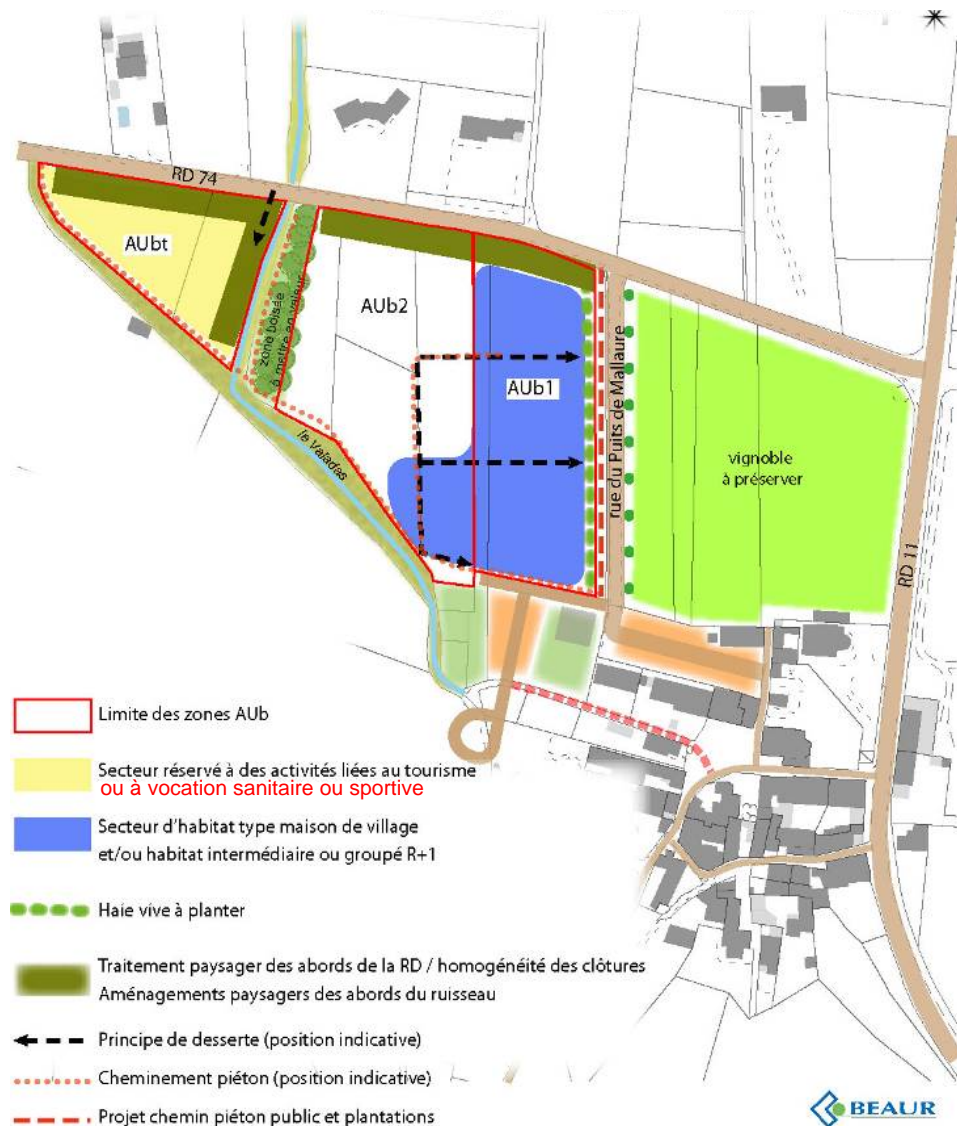 RD 74
AUbt
zone boisée
à mettre en valeur
AUb2
AUb1
rue du Puits de Mallaure
vignoble
à préserver
le Valadas
RD 11
Limite des zones AUb
Secteur réservé à des activités liées au tourisme
ou à vocation sanitaire ou sportive
Secteur d'habitat type maison de village
et/ou habitat intermédiaire ou groupé R+1
Haie vive à planter
Traitement paysager des abords de la RD / homogénéité des clôtures
Aménagements paysagers des abords du ruisseau
Principe de desserte (position indicative)
Cheminement piéton (position indicative)
Projet chemin piéton public et plantations
BEAUR